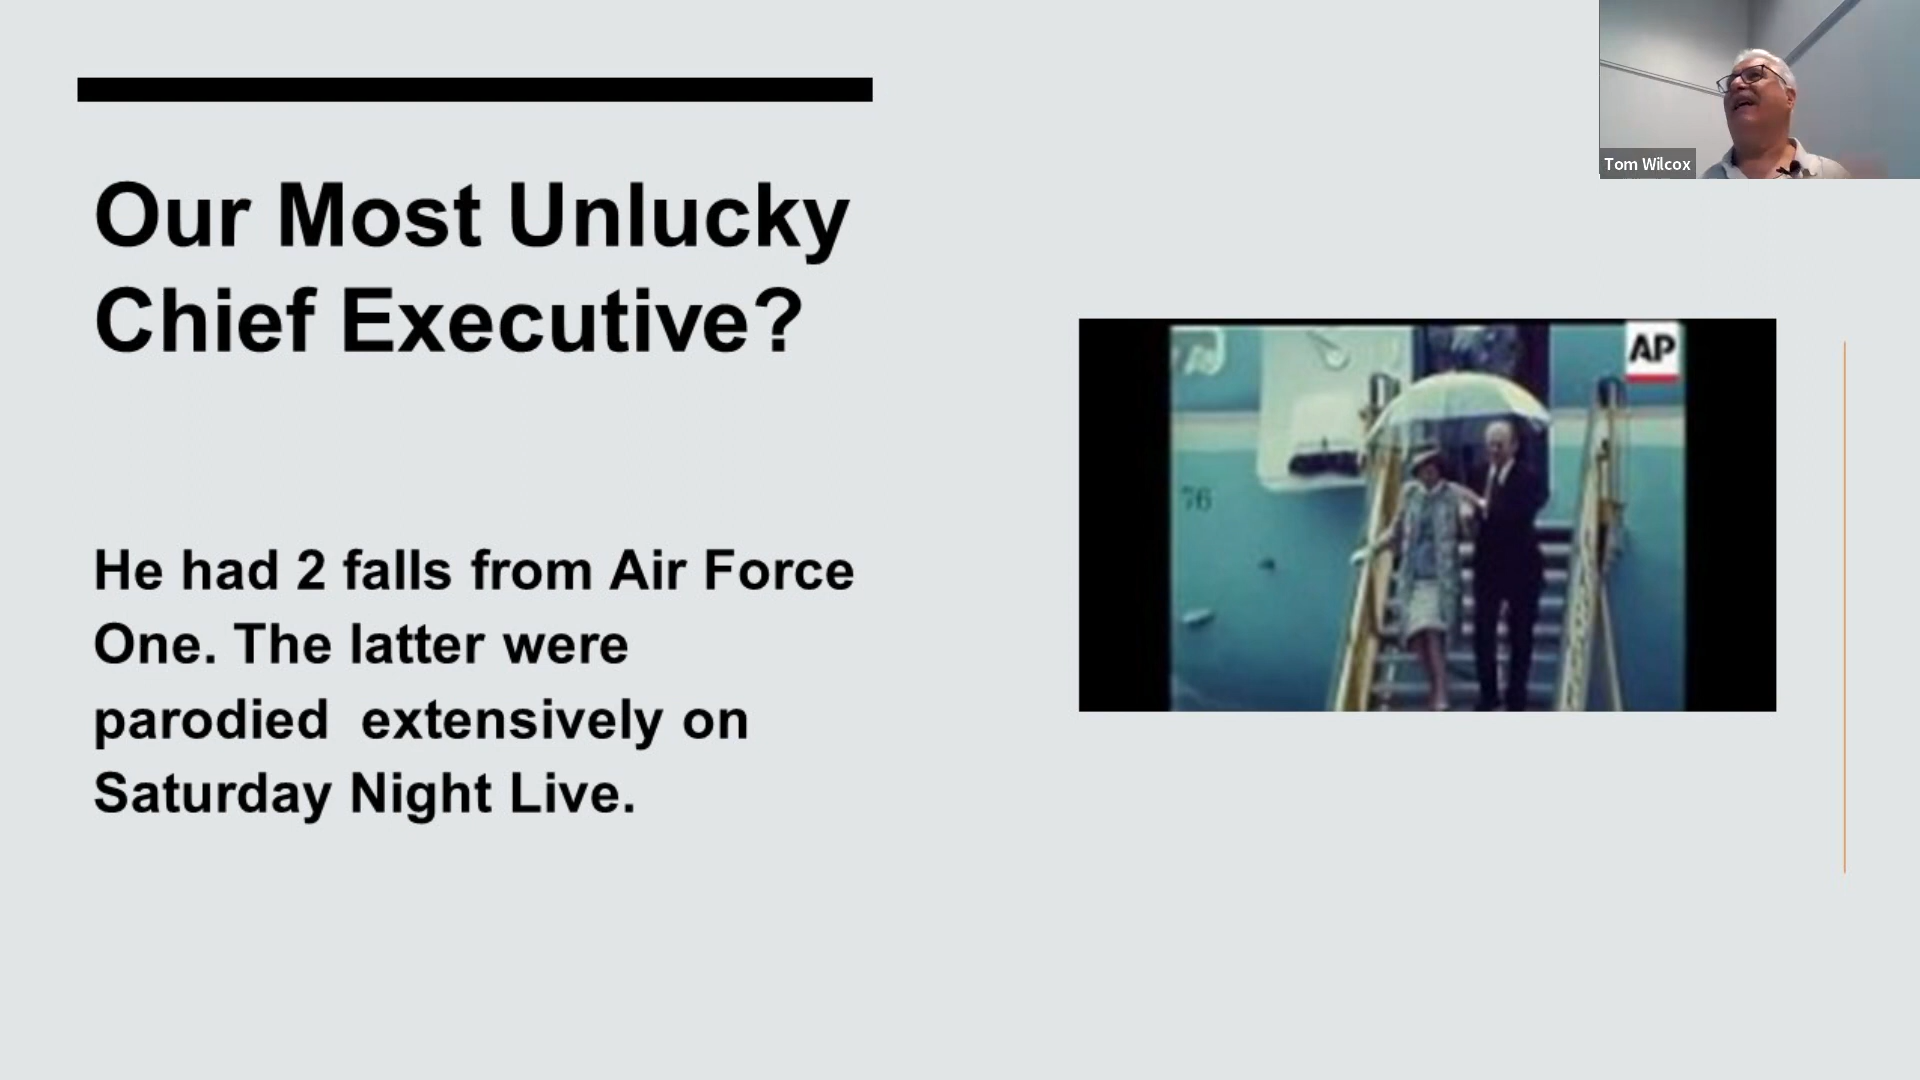 Our Most Unlucky
Chief Executive?
He had 2 falls from Air Force
One. The latter were
parodied  extensively on
Saturday Night Live.
AP
76
Tom Wilcox